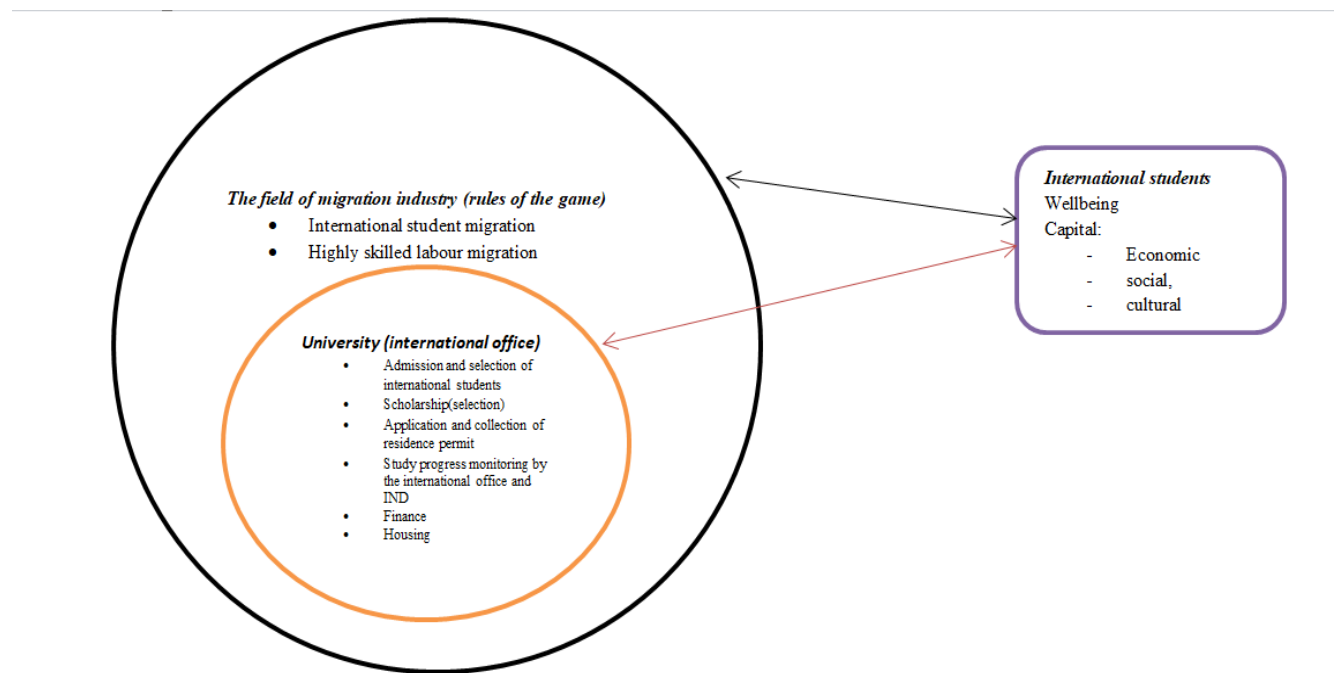 The field of migration industry (rules of the game)
• International student migration
• Highly skilled labour migration
University (international office)
• Admission and selection of
international students
• Scholarship(selection)
• Application and collection of
residence permit
• Study progress monitoring by
the international office and
IND
• Finance
• Housing
International students
Wellbeing
Capital:
- Economic
- social,
- cultural